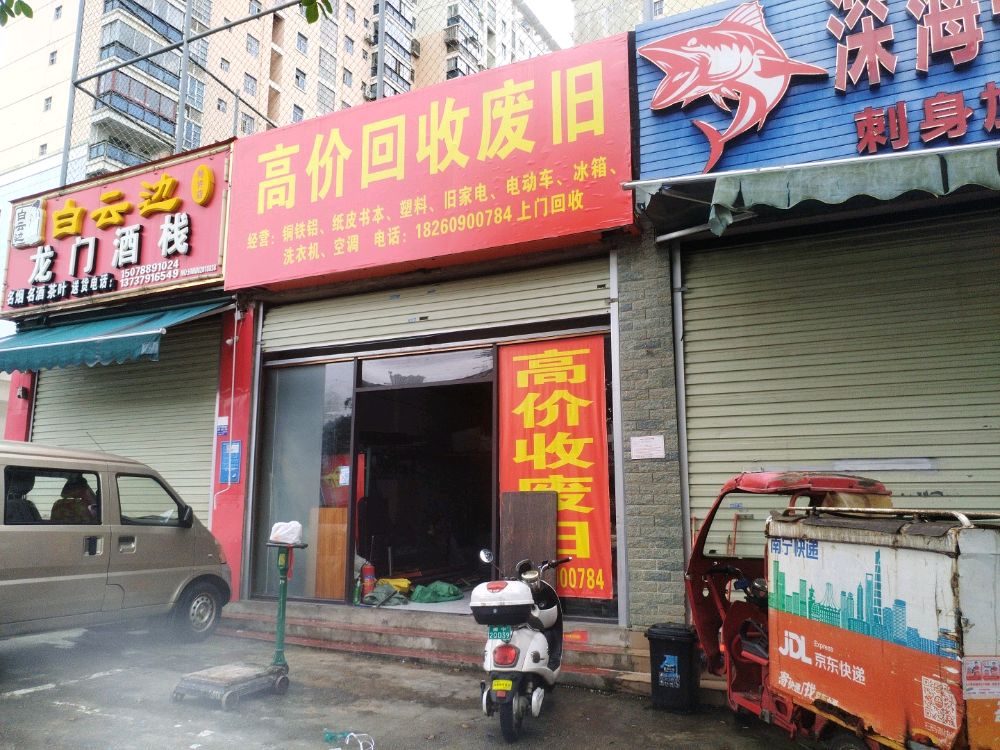 白云边
白云边
龙门酒栈
名烟 名酒 茶叶 送货电话:
15078891024
13737916549
高价回收废旧
经营:铜铁铝、纸皮书本、塑料、旧家电、电动车、冰箱、
洗衣机、空调 电话:18260900784 上门回收
深海
刺身
高价收废旧
00784
南宁快递
JDL
Express
京东快递
20039